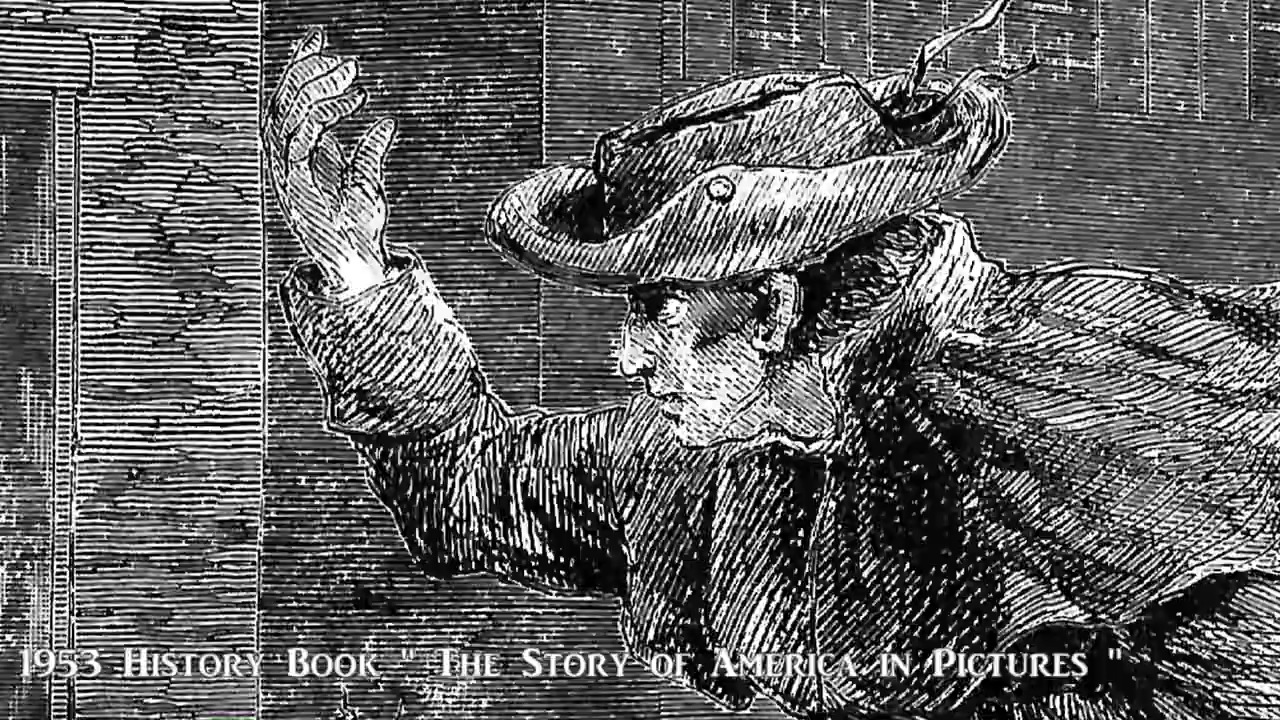 1953 History Book " The Story of America in Pictures "